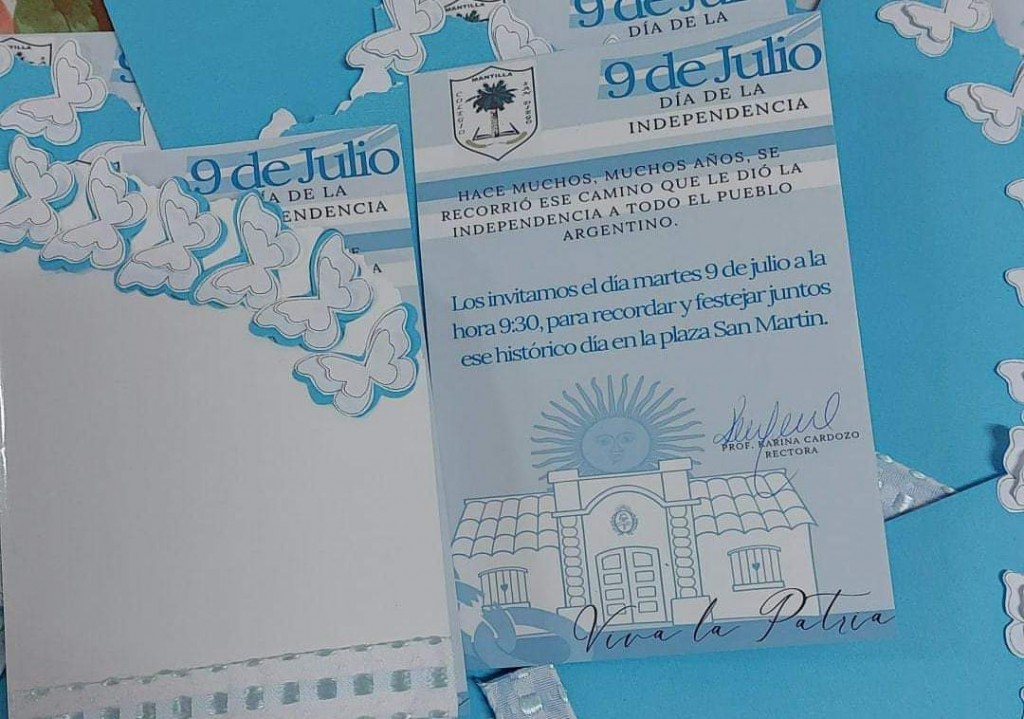 9 de Julio
DÍA DE LA
9 de Julio
DÍA DE LA
INDEPENDENCIA
MANTILLA
COLEGIO
SAN PEDRO
HACE MUCHOS, MUCHOS AÑOS, SE
RECORRIÓ ESE CAMINO QUE LE DIÓ LA
INDEPENDENCIA A TODO EL PUEBLO
ARGENTINO.
Los invitamos el día martes 9 de julio a la
hora 9:30, para recordar y festejar juntos
ese histórico día en la plaza San Martin.
PROF. KARINA CARDOZO
RECTORA
Viva la Patria
9 de Julio
A DE LA
PENDENCIA